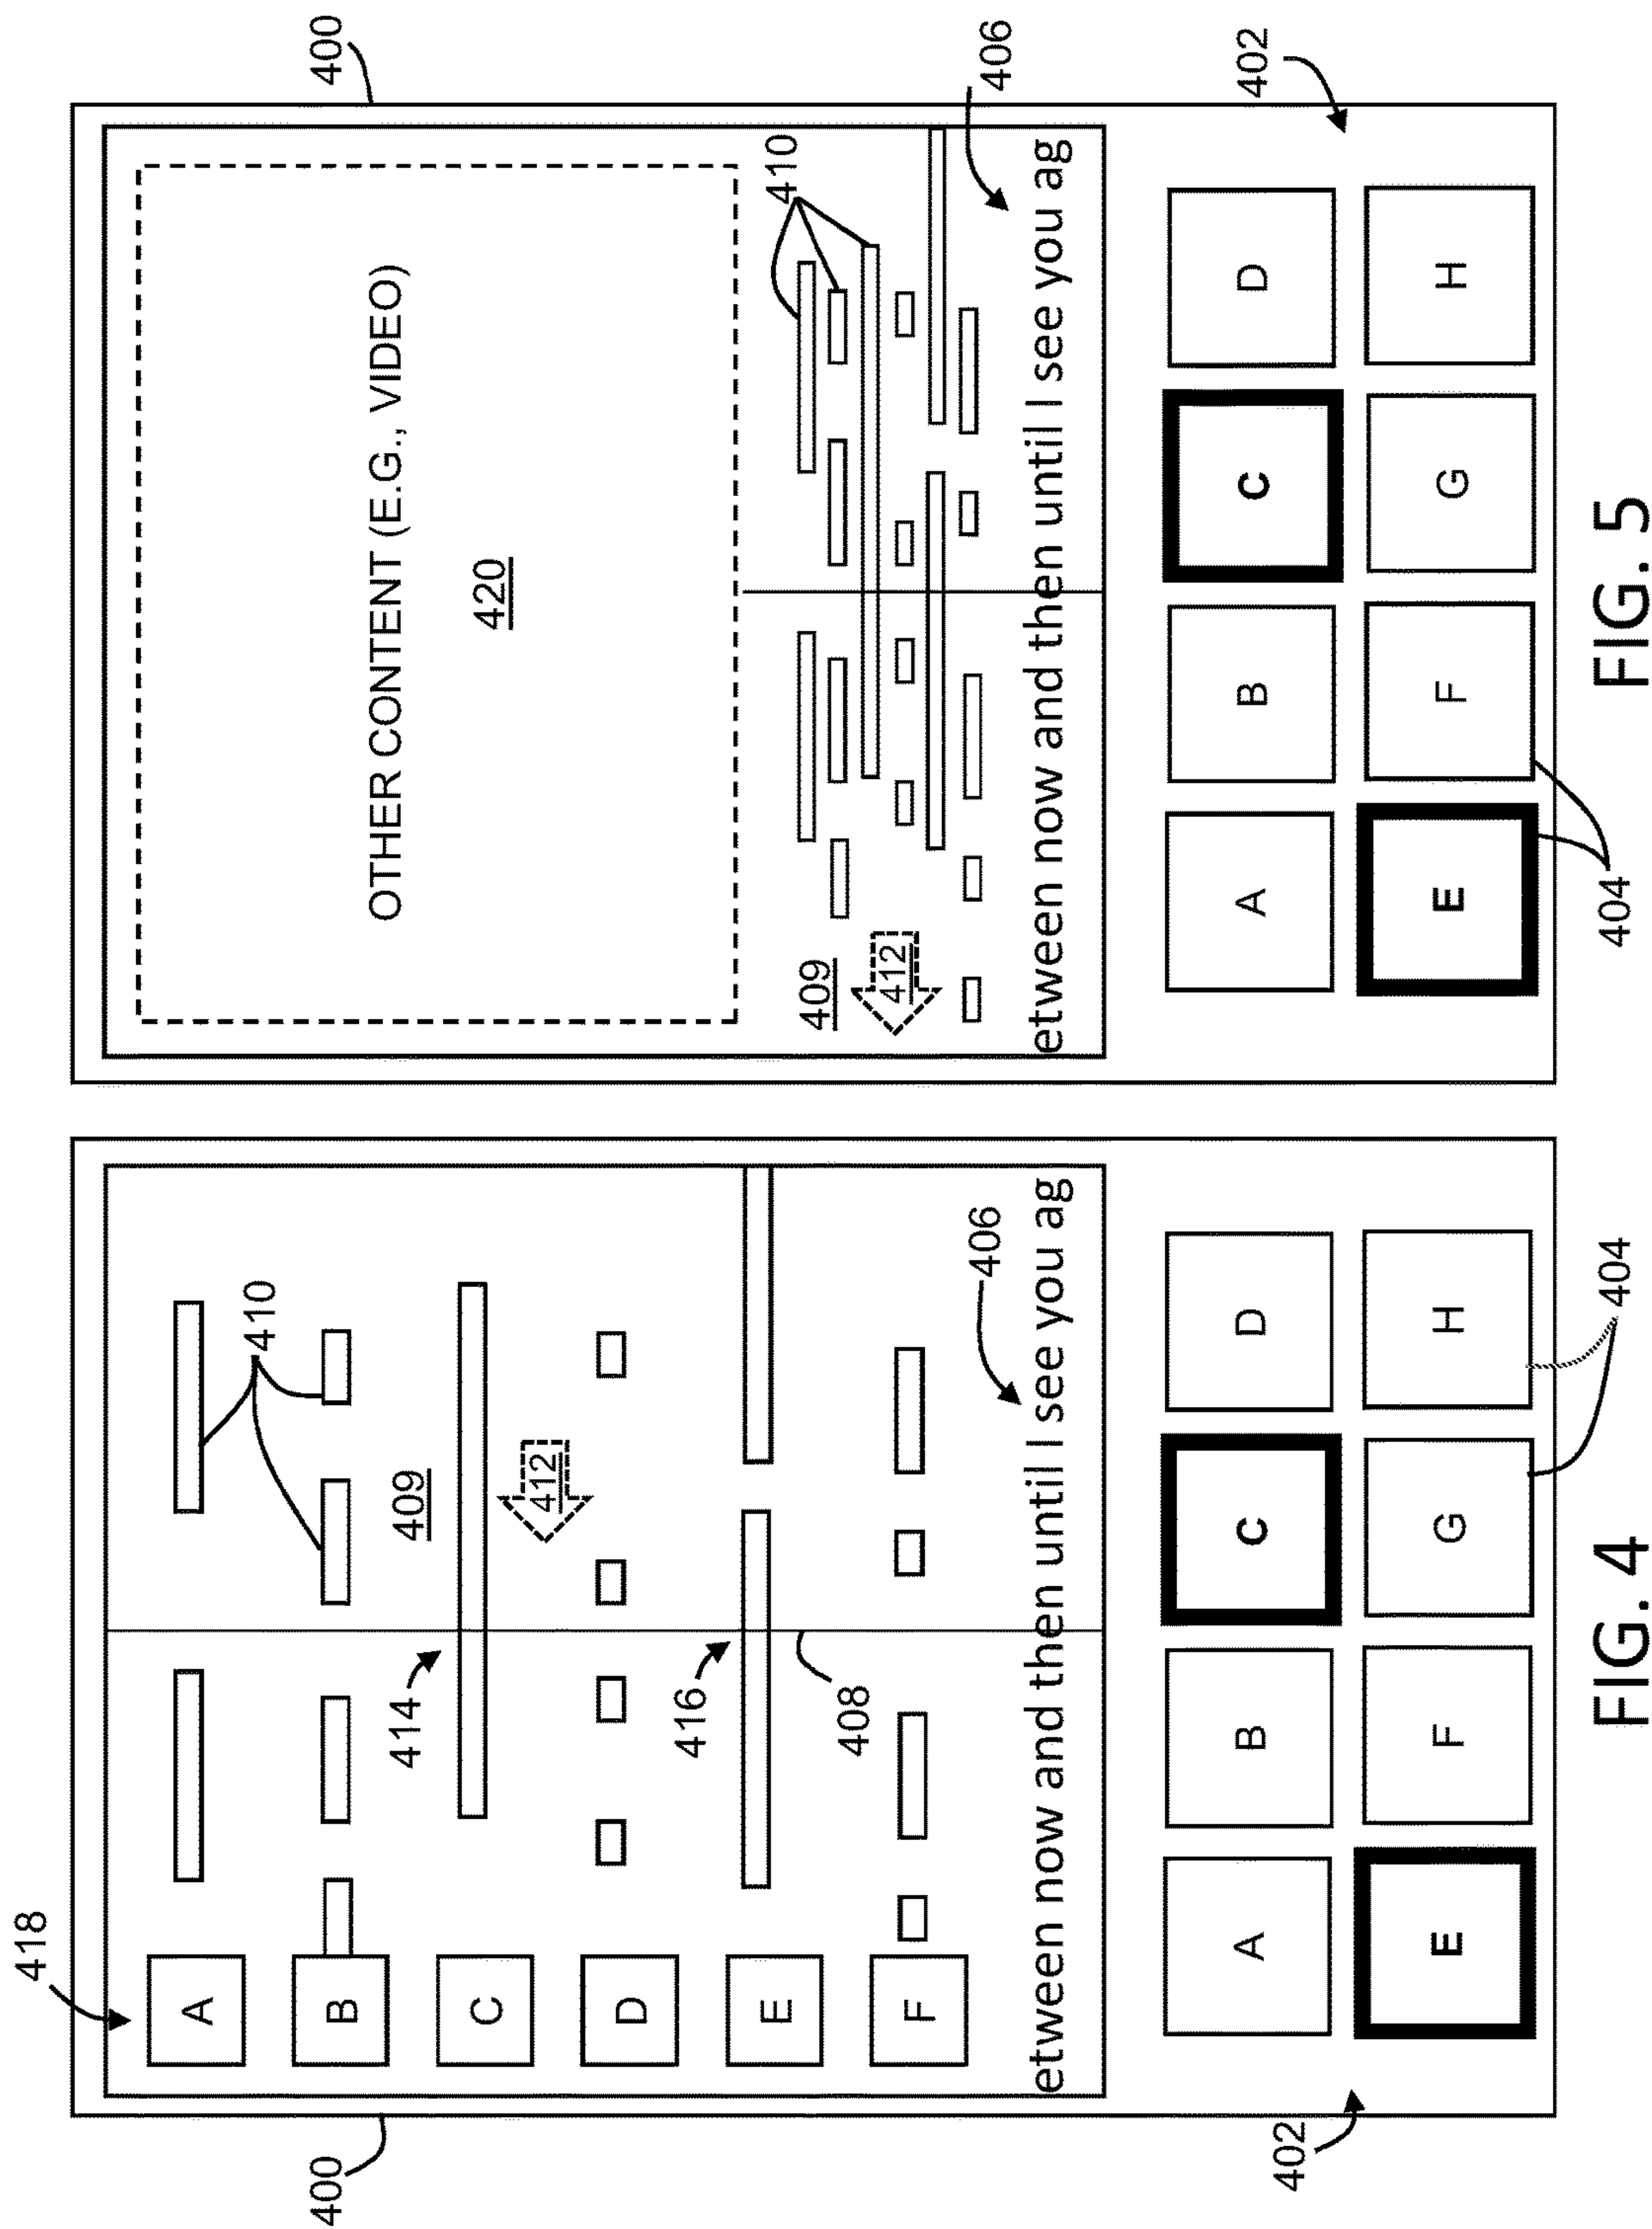 400
418
A
B
C
D
E
F
410
409
412
414
416
408
406
etween now and then until I see you ag
402
A
B
C
D
E
F
G
H
404
FIG. 4
400
OTHER CONTENT (E.G., VIDEO)
420
410
409
412
406
etween now and then until I see you ag
402
A
B
C
D
E
F
G
H
404
FIG. 5